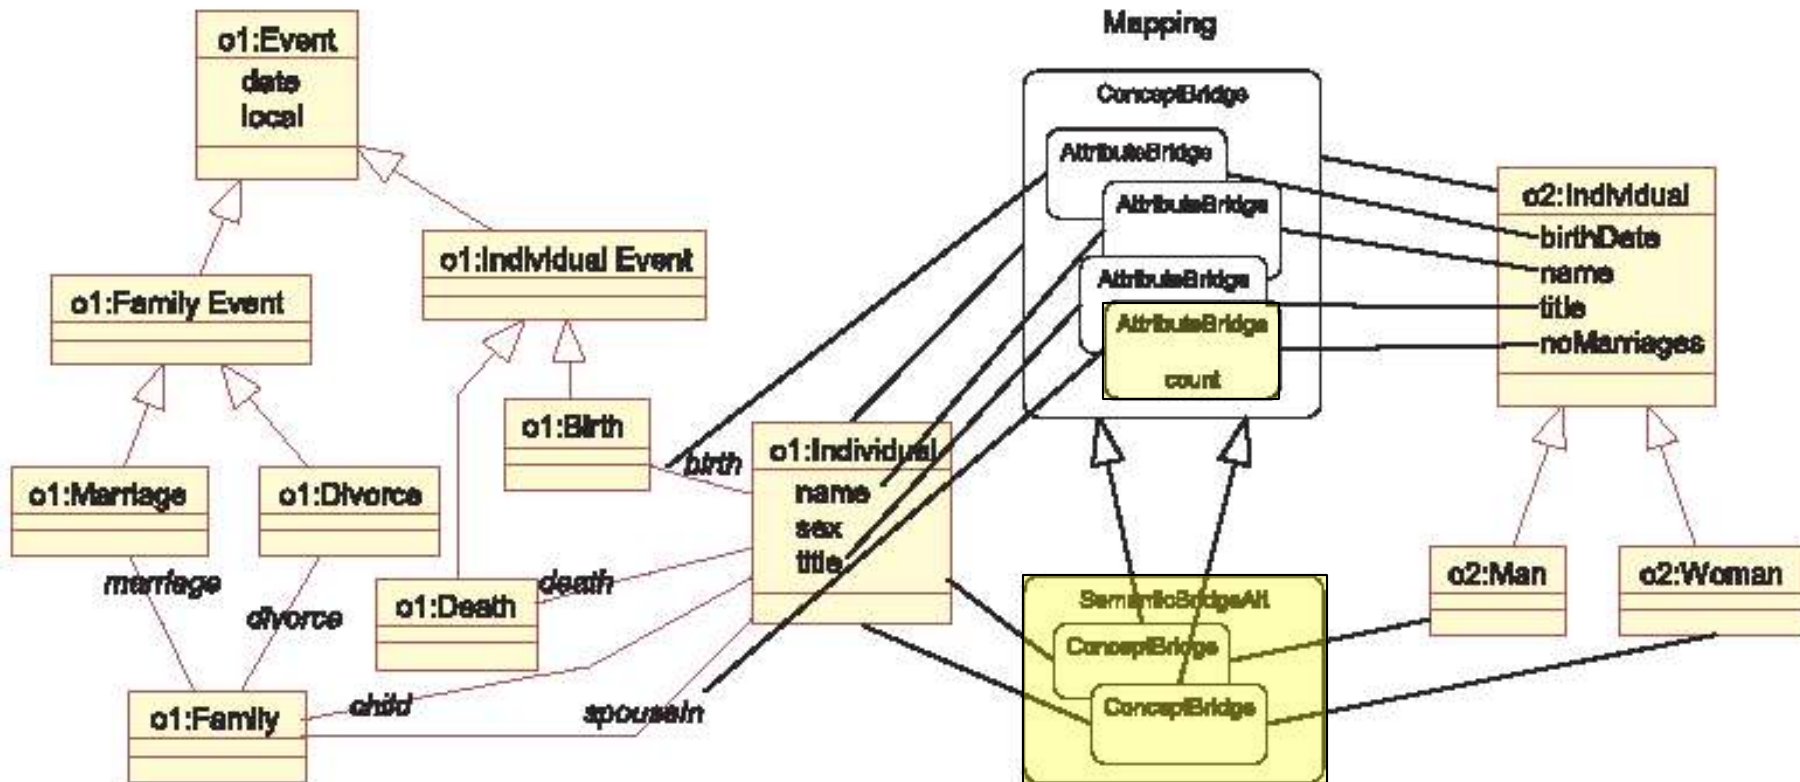 Mapping
o1:Event
date
local
o1:Individual Event
o1:Family Event
o1:Birth
o1:Marriage
o1:Divorce
o1:Death
o1:Family
marriage
divorce
birth
death
child
spouseIn
o1:Individual
name
sex
title
ConceptBridge
AttributeBridge
AttributeBridge
AttributeBridge
AttributeBridge
count
SemanticBridgeAlt
ConceptBridge
ConceptBridge
o2:Individual
birthDate
name
title
noMarriages
o2:Man
o2:Woman